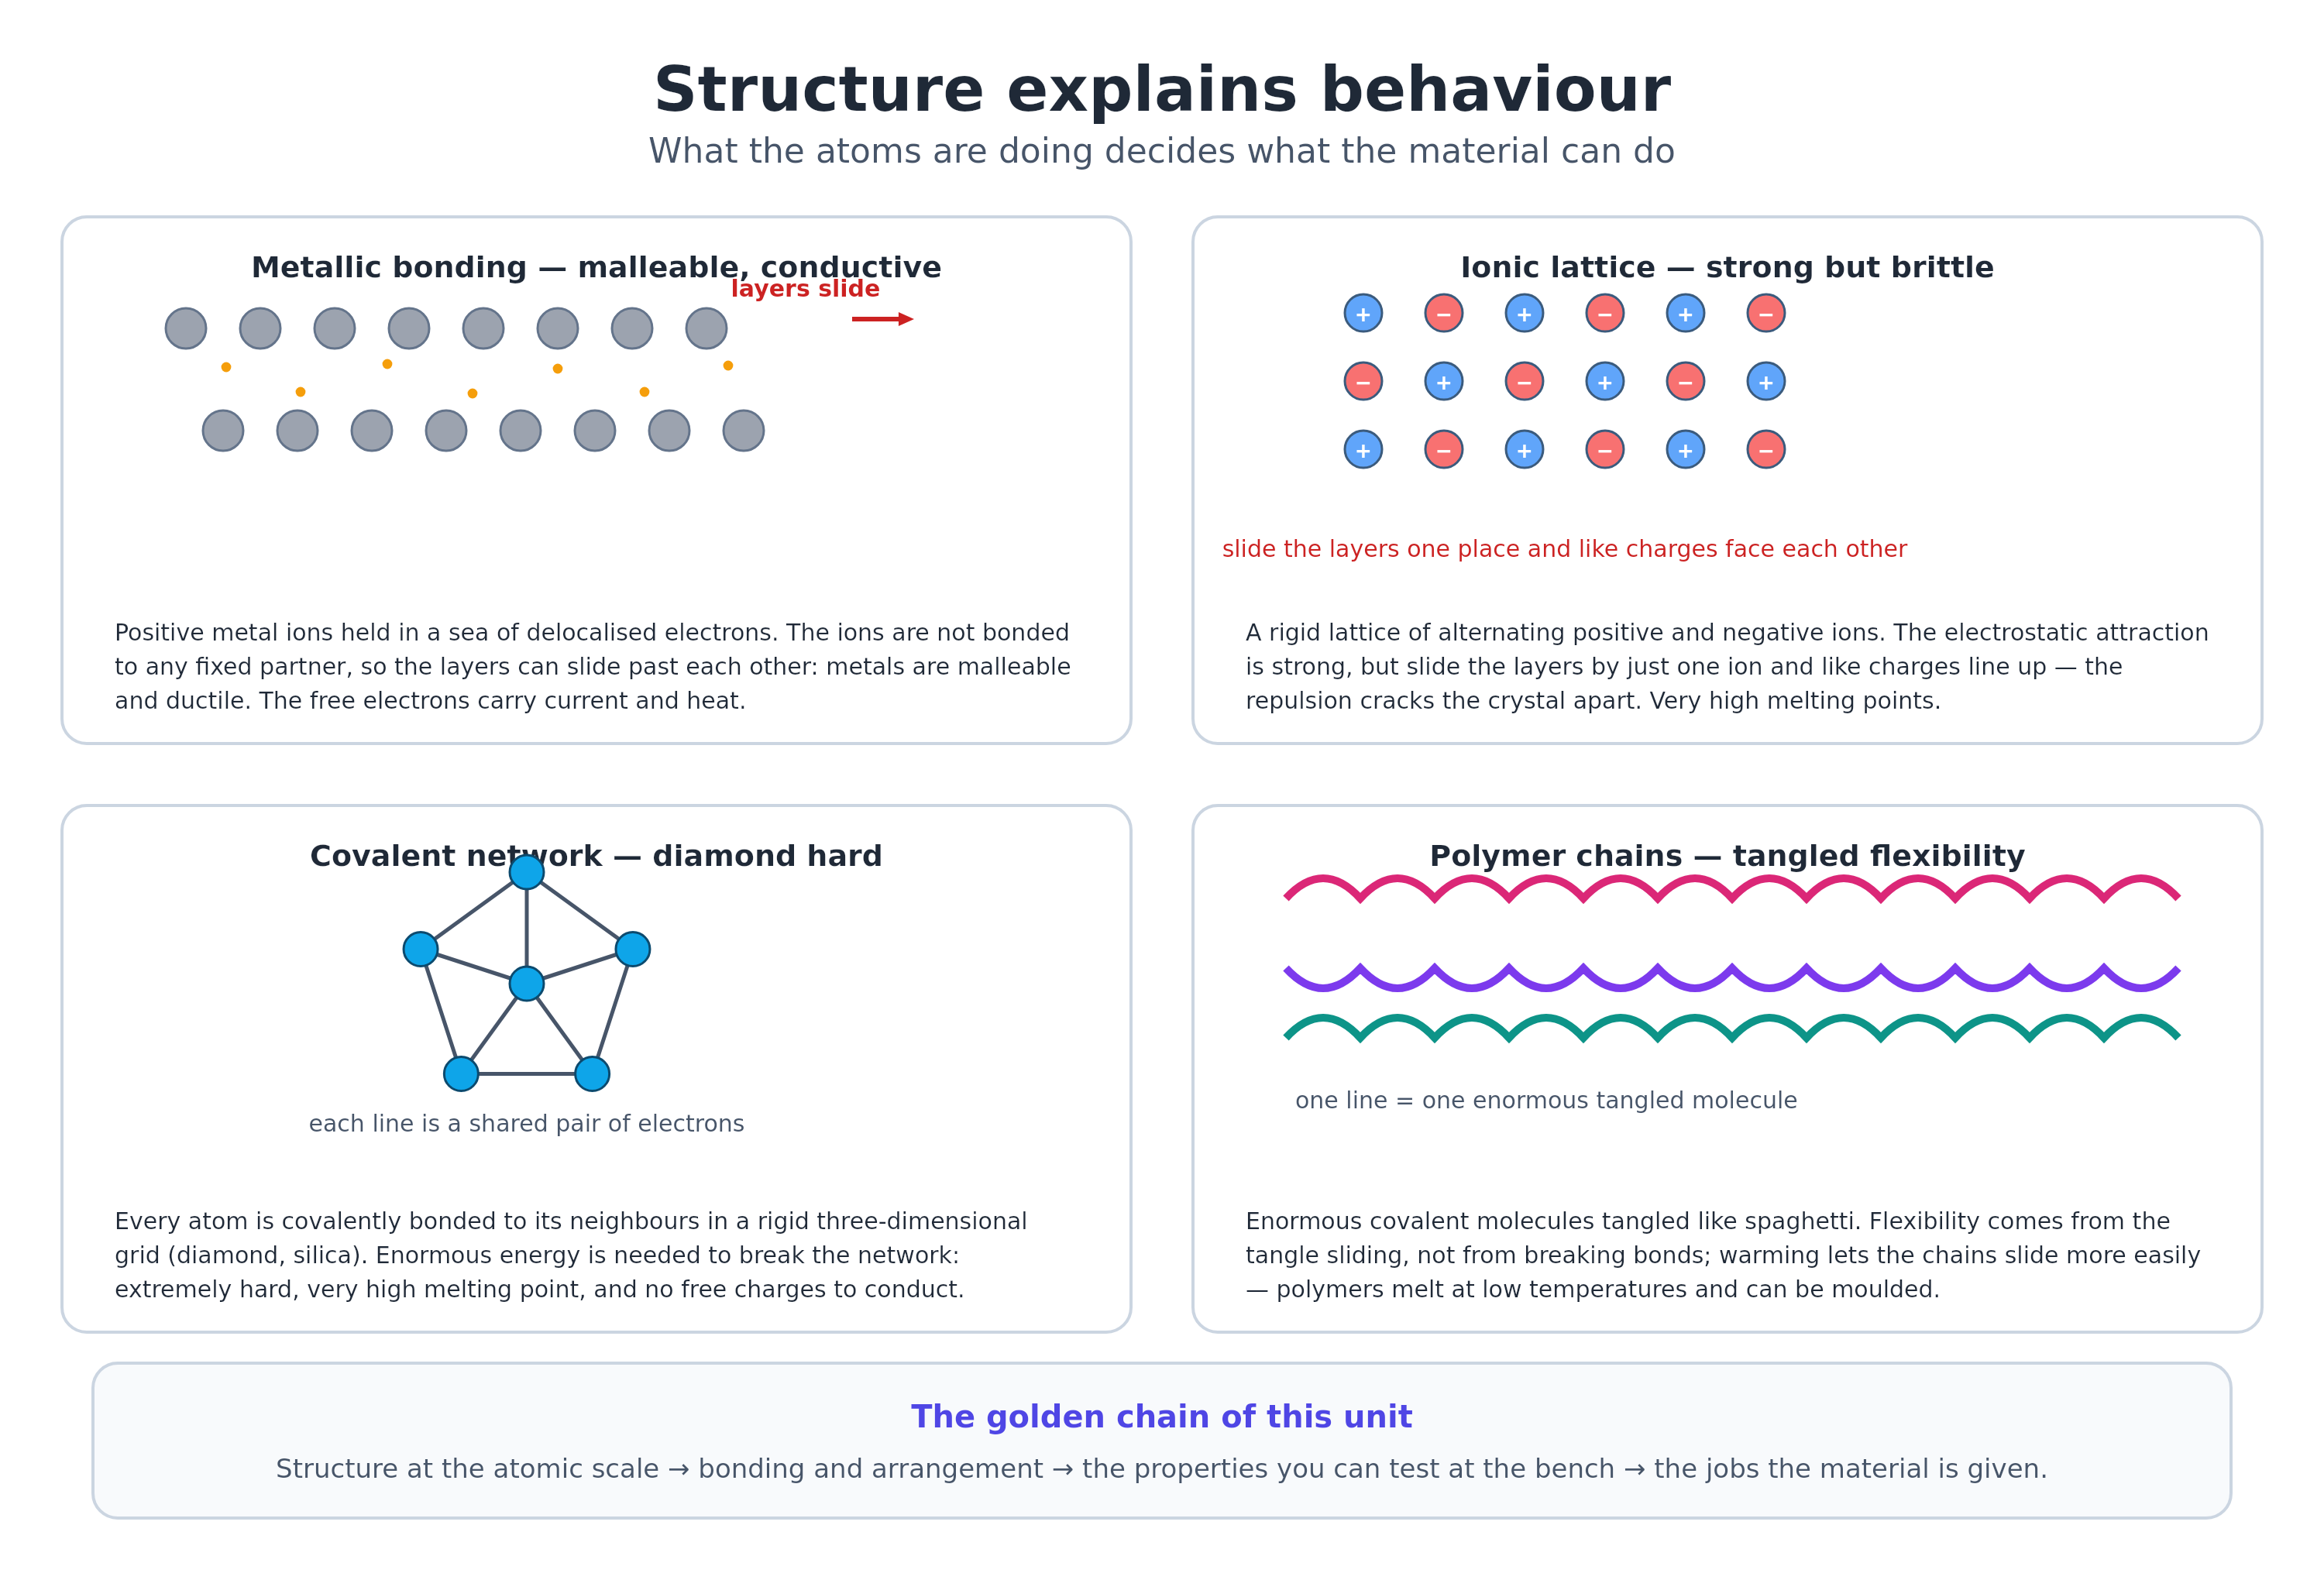 Structure explains behaviour
What the atoms are doing decides what the material can do
Metallic bonding — malleable, conductive
layers slide
Positive metal ions held in a sea of delocalised electrons. The ions are not bonded
to any fixed partner, so the layers can slide past each other: metals are malleable
and ductile. The free electrons carry current and heat.
Ionic lattice — strong but brittle
+ − + − + −
− + − + − +
+ − + − + −
slide the layers one place and like charges face each other
A rigid lattice of alternating positive and negative ions. The electrostatic attraction
is strong, but slide the layers by just one ion and like charges line up — the
repulsion cracks the crystal apart. Very high melting points.
Covalent network — diamond hard
each line is a shared pair of electrons
Every atom is covalently bonded to its neighbours in a rigid three-dimensional
grid (diamond, silica). Enormous energy is needed to break the network:
extremely hard, very high melting point, and no free charges to conduct.
Polymer chains — tangled flexibility
one line = one enormous tangled molecule
Enormous covalent molecules tangled like spaghetti. Flexibility comes from the
tangle sliding, not from breaking bonds; warming lets the chains slide more easily
— polymers melt at low temperatures and can be moulded.
The golden chain of this unit
Structure at the atomic scale → bonding and arrangement → the properties you can test at the bench → the jobs the material is given.